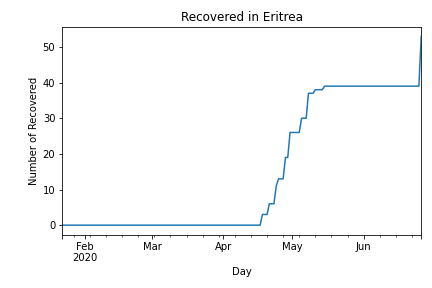 Recovered in Eritrea
Number of Recovered
50
40
30
20
10
0
Feb
2020
Mar
Apr
May
Jun
Day